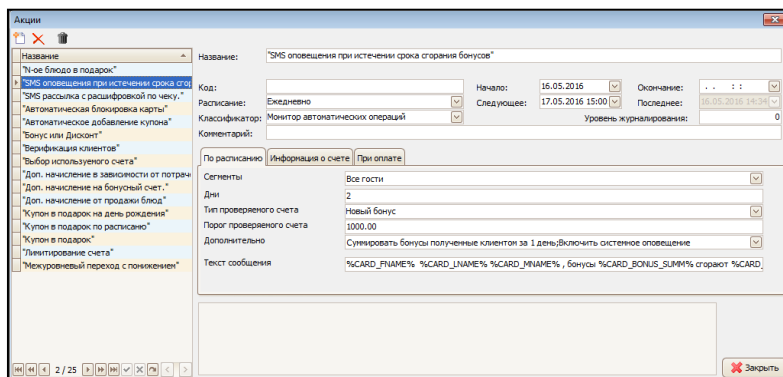 Акции
Название
"N-ое блюдо в подарок"
"SMS оповещения при истечении срока сгор
"SMS рассылка с расшифровкой по чеку."
"Автоматическая блокировка карты"
"Автоматическое добавление купона"
"Бонус или Дисконт"
"Верификация клиентов"
"Выбор используемого счета"
"Доп. начисление в зависимости от потрач
"Доп. начисление на бонусный счет."
"Доп. начисление от продажи блюд"
"Купон в подарок на день рождения"
"Купон в подарок по расписаню"
"Купон в подарок"
"Лимитирование счета"
"Межуровневый переход с понижением"
2 / 25
Название: "SMS оповещения при истечении срока сгорания бонусов"
Код: Начало: 16.05.2016 Окончание: . . : :
Расписание: Ежедневно Следующее: 17.05.2016 15:00 Последнее: 16.05.2016 14:34
Классификатор: Монитор автоматических операций Уровень журналирования: 0
Комментарий:
По расписанию Информация о счете При оплате
Сегменты Все гости
Дни 2
Тип проверяемого счета Новый бонус
Порог проверяемого счета 1000.00
Дополнительно Суммировать бонусы полученные клиентом за 1 день;Включить системное оповещение
Текст сообщения %CARD_FNAME% %CARD_LNAME% %CARD_MNAME% , бонусы %CARD_BONUS_SUMM% сгорают %CARD_
Закрыть